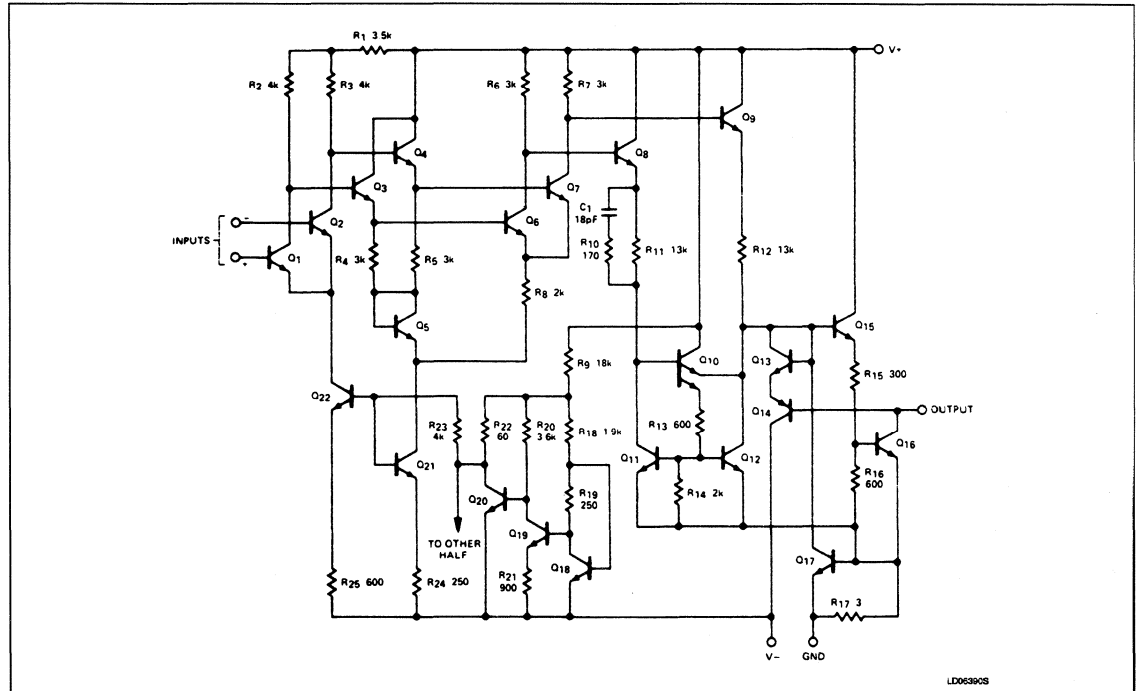 R1 3.5k
V+
R2 4k
R3 4k
R6 3k
R7 3k
Q9
Q4
Q8
Q3
Q7
C1
18pF
Q2
Q6
INPUTS
-
+
Q1
R4 3k
R5 3k
R10
170
R11 13k
R12 13k
R8 2k
Q5
Q10
Q13
Q15
R9 18k
R15 300
Q22
Q14
OUTPUT
R23
4k
R22
60
R20
3.6k
R18 1.9k
R13 600
Q16
Q21
Q11
Q12
R16
600
Q20
R19
250
R14 2k
TO OTHER
HALF
Q19
Q18
Q17
R25 600
R24 250
R21
900
R17 3
V-
GND
LD06390S